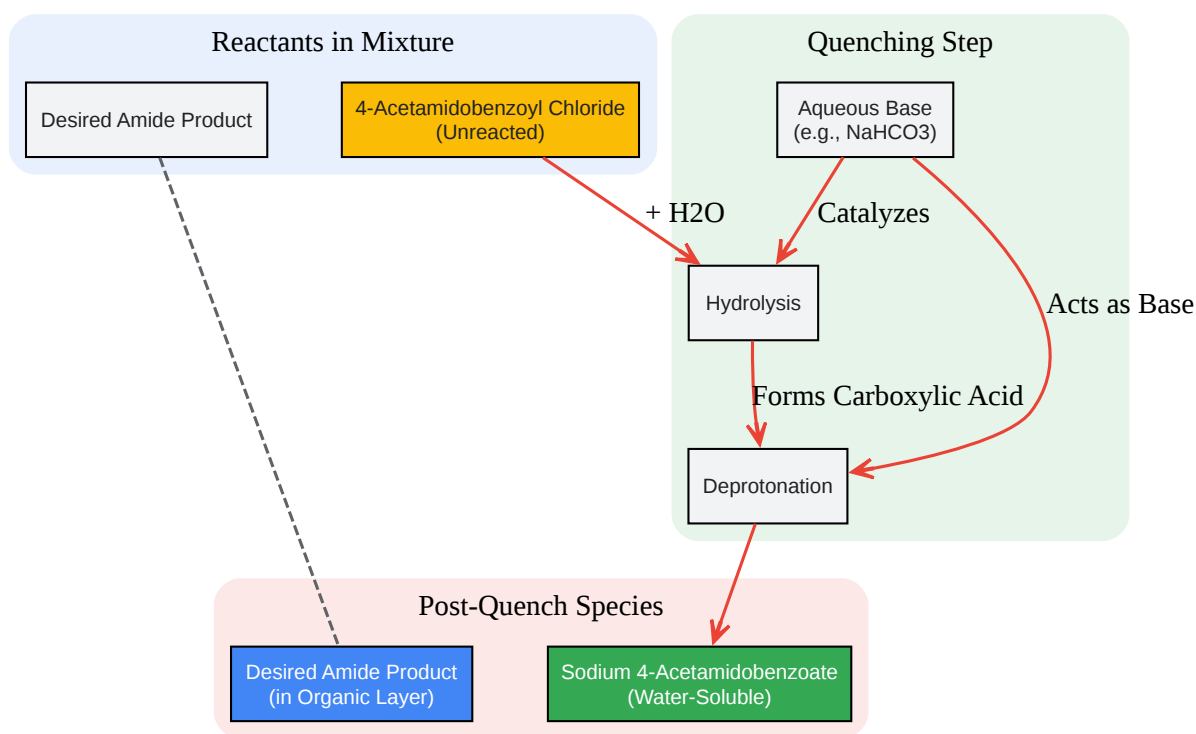 Reactants in Mixture
Quenching Step
Desired Amide Product
4-Acetamidobenzoyl Chloride
(Unreacted)
Aqueous Base
(e.g., NaHCO3)
+ H2O
Catalyzes
Hydrolysis
Acts as Base
Forms Carboxylic Acid
Deprotonation
Post-Quench Species
Desired Amide Product
(in Organic Layer)
Sodium 4-Acetamidobenzoate
(Water-Soluble)